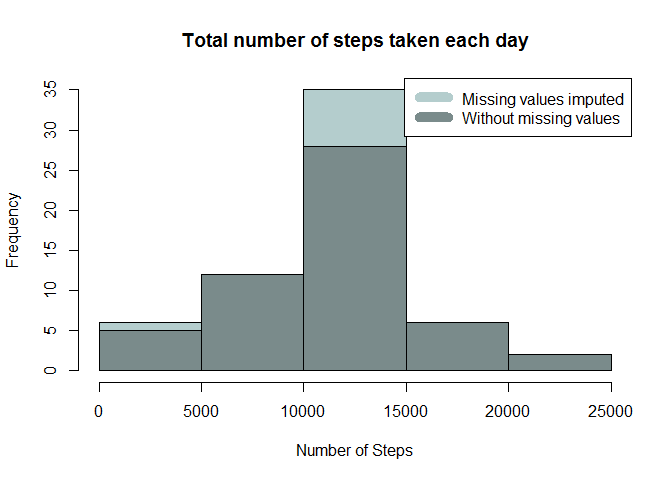 Total number of steps taken each day
Missing values imputed
Without missing values
35
30
25
20
15
10
5
0
Frequency
0 5000 10000 15000 20000 25000
Number of Steps